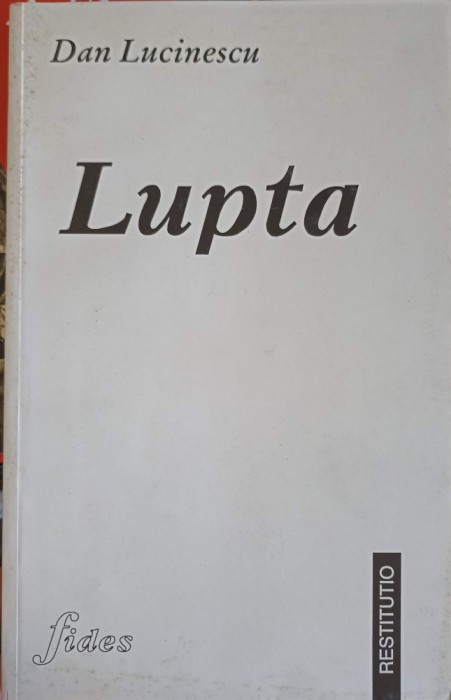 Dan Lucinescu
Lupta
fides
RESTITUTIO